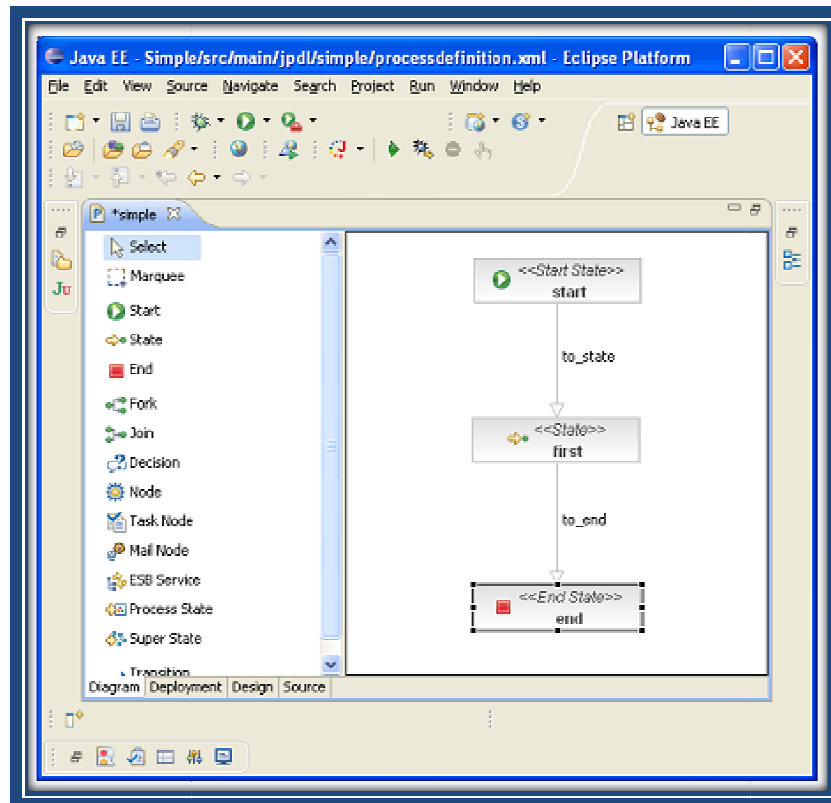 Java EE - Simple/src/main/jpdl/simple/processdefinition.xml - Eclipse Platform
File Edit View Source Navigate Search Project Run Window Help
Java EE
*simple
Select
Marquee
Start
State
End
Fork
Join
Decision
Node
Task Node
Mail Node
ESB Service
Process State
Super State
Transition
<<Start State>>
start
to_state
<<State>>
first
to_end
<<End State>>
end
Diagram Deployment Design Source
Ju